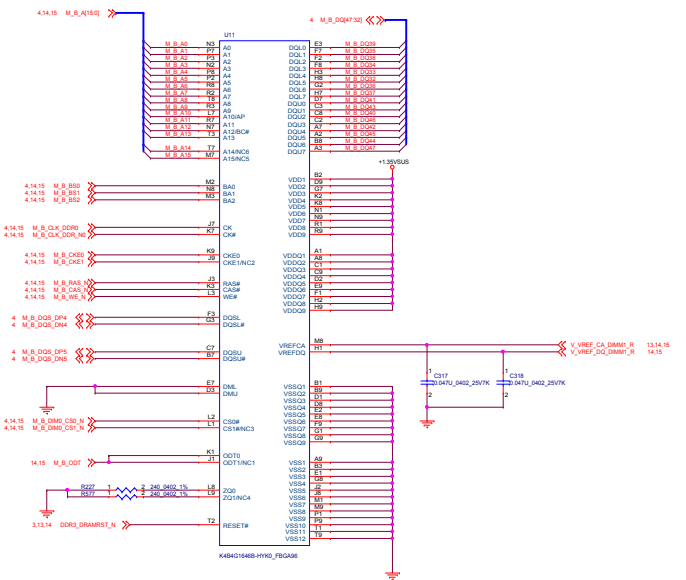 4,14,15 M_B_A[15:0]
4 M_B_DQ[47:32]
U11
M_B_A0 N3 A0 DQL0 E3 M_B_DQ39
M_B_A1 P7 A1 DQL1 F7 M_B_DQ35
M_B_A2 P3 A2 DQL2 F2 M_B_DQ38
M_B_A3 N2 A3 DQL3 F8 M_B_DQ34
M_B_A4 P8 A4 DQL4 H3 M_B_DQ33
M_B_A5 P2 A5 DQL5 H8 M_B_DQ32
M_B_A6 R8 A6 DQL6 G2 M_B_DQ36
M_B_A7 R2 A7 DQL7 H7 M_B_DQ37
M_B_A8 T8 A8 DQU0 D7 M_B_DQ41
M_B_A9 R3 A9 DQU1 C3 M_B_DQ43
M_B_A10 L7 A10/AP DQU2 C8 M_B_DQ40
M_B_A11 R7 A11 DQU3 C2 M_B_DQ46
M_B_A12 N7 A12/BC# DQU4 A7 M_B_DQ42
M_B_A13 T3 A13 DQU5 A2 M_B_DQ45
DQU6 B8 M_B_DQ44
M_B_A14 T7 A14/NC6 DQU7 A3 M_B_DQ47
M_B_A15 M7 A15/NC5
+1.35VSUS
4,14,15 M_B_BS0 M2 BA0
4,14,15 M_B_BS1 N8 BA1
4,14,15 M_B_BS2 M3 BA2
VDD1 B2
VDD2 D9
VDD3 G7
VDD4 K2
VDD5 K8
VDD6 N1
VDD7 N9
VDD8 R1
VDD9 R9
4,14,15 M_B_CLK_DDR0 J7 CK
4,14,15 M_B_CLK_DDR_N0 K7 CK#
4,14,15 M_B_CKE0 K9 CKE0
4,14,15 M_B_CKE1 J9 CKE1/NC2
VDDQ1 A1
VDDQ2 A8
VDDQ3 C1
VDDQ4 C9
VDDQ5 D2
VDDQ6 E9
VDDQ7 F1
VDDQ8 H2
VDDQ9 H9
4,14,15 M_B_RAS_N J3 RAS#
4,14,15 M_B_CAS_N K3 CAS#
4,14,15 M_B_WE_N L3 WE#
4 M_B_DQS_DP4 F3 DQSL
4 M_B_DQS_DN4 G3 DQSL#
4 M_B_DQS_DP5 C7 DQSU
4 M_B_DQS_DN5 B7 DQSU#
VREFCA M8 V_VREF_CA_DIMM1_R 13,14,15
VREFDQ H1 V_VREF_DQ_DIMM1_R 14,15
1 C317 0.047U_0402_25V7K 2
1 C318 0.047U_0402_25V7K 2
E7 DML
D3 DMU
VSSQ1 B1
VSSQ2 B9
VSSQ3 D1
VSSQ4 D8
VSSQ5 E2
VSSQ6 E8
VSSQ7 F9
VSSQ8 G1
VSSQ9 G9
4,14,15 M_B_DIM0_CS0_N L2 CS0#
4,14,15 M_B_DIM0_CS1_N L1 CS1#/NC3
K1 ODT0
14,15 M_B_ODT J1 ODT1/NC1
VSS1 A9
VSS2 B3
VSS3 E1
VSS4 G8
VSS5 J2
VSS6 J8
VSS7 M1
VSS8 M9
VSS9 P1
VSS10 P9
VSS11 T1
VSS12 T9
R227 1 2 240_0402_1% L8 ZQ0
R577 1 2 240_0402_1% L9 ZQ1/NC4
3,13,14 DDR3_DRAMRST_N T2 RESET#
K4B4G1646B-HYK0_FBGA96